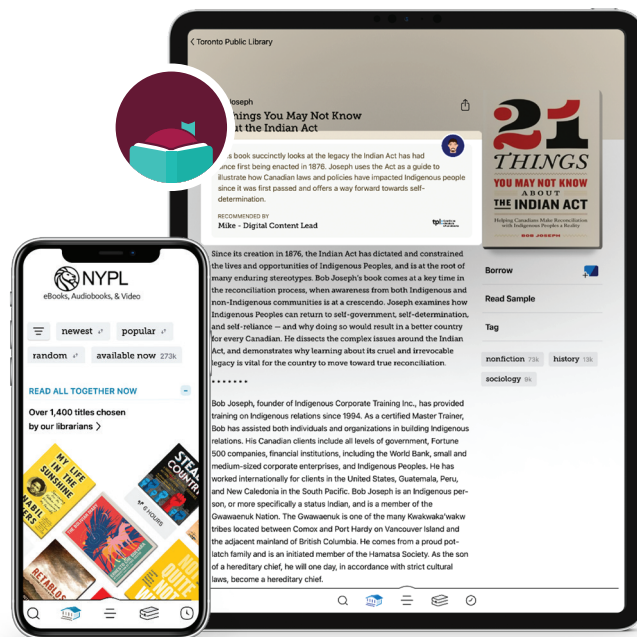 Toronto Public Library
Joseph
Things You May Not Know
the Indian Act
book succinctly looks at the legacy the Indian Act has had
since first being enacted in 1876. Joseph uses the Act as a guide to
illustrate how Canadian laws and policies have impacted Indigenous people
since it was first passed and offers a way forward towards self-
determination.
RECOMMENDED BY
Mike - Digital Content Lead
tpl
Since its creation in 1876, the Indian Act has dictated and constrained
the lives and opportunities of Indigenous Peoples, and is at the root of
many enduring stereotypes. Bob Joseph's book comes at a key time in
the reconciliation process, when awareness from both Indigenous and
non-Indigenous communities is at a crescendo. Joseph examines how
Indigenous Peoples can return to self-government, self-determination,
and self-reliance — and why doing so would result in a better country
for every Canadian. He dissects the complex issues around the Indian
Act, and demonstrates why learning about its cruel and irrevocable
legacy is vital for the country to move toward true reconciliation.
Bob Joseph, founder of Indigenous Corporate Training Inc., has provided
training on Indigenous relations since 1994. As a certified Master Trainer,
Bob has assisted both individuals and organizations in building Indigenous
relations. His Canadian clients include all levels of government, Fortune
500 companies, financial institutions, including the World Bank, small and
medium-sized corporate enterprises, and Indigenous Peoples. He has
worked internationally for clients in the United States, Guatemala, Peru,
and New Caledonia in the South Pacific. Bob Joseph is an Indigenous per-
son, or more specifically a status Indian, and is a member of the
Gwawaenuk Nation. The Gwawaenuk is one of the many Kwakwaka'wakw
tribes located between Comox and Port Hardy on Vancouver Island and
the adjacent mainland of British Columbia. He comes from a proud pot-
latch family and is an initiated member of the Hamatsa Society. As the son
of a hereditary chief, he will one day, in accordance with strict cultural
laws, become a hereditary chief.
21
THINGS
YOU MAY NOT KNOW
ABOUT
THE INDIAN ACT
Helping Canadians Make Reconciliation
with Indigenous Peoples a Reality
BOB JOSEPH
Borrow
Read Sample
Tag
nonfiction 73k
history 13k
sociology 9k
NYPL
eBooks, Audiobooks, & Video
newest
popular
random
available now 273k
READ ALL TOGETHER NOW
Over 1,400 titles chosen
by our librarians
MY LIFE
IN THE
SUNSHINE
NABIL
STEAL
COUNTRY
6 HOURS
RETABLOS
NOT
QUITE